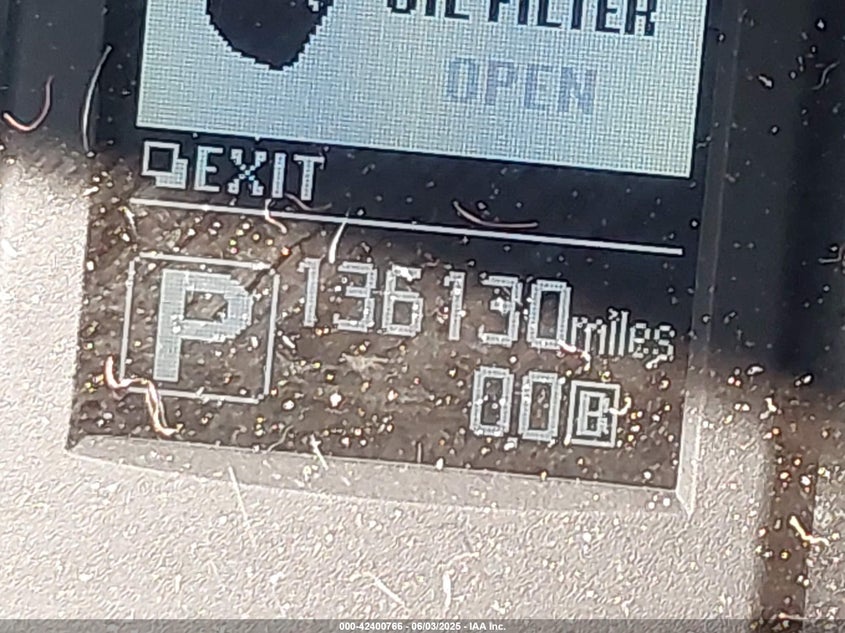 OIL FILTER
OPEN
EXIT
P
136130miles
00B
000-42400766 - 06/03/2025 - IAA Inc.